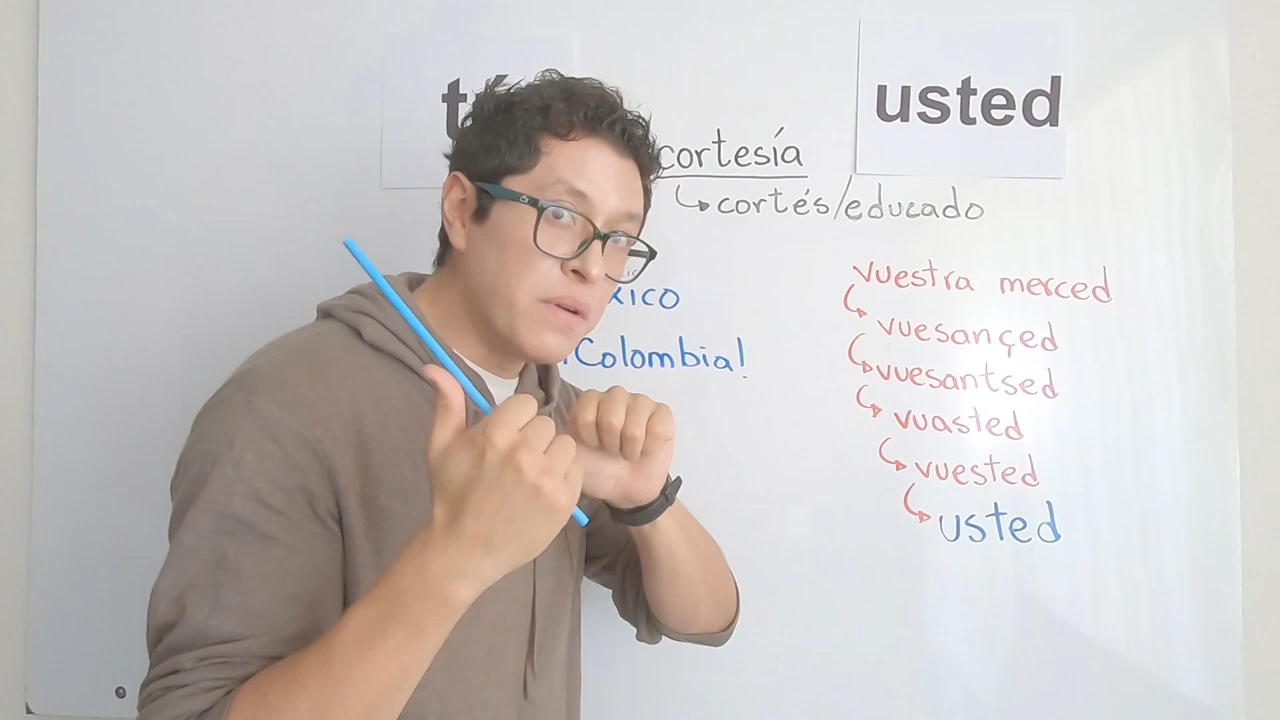 usted
cortesía
cortés/educado
vuestra merced
vuesançed
vuesantsed
vuasted
vuested
usted
Colombia!